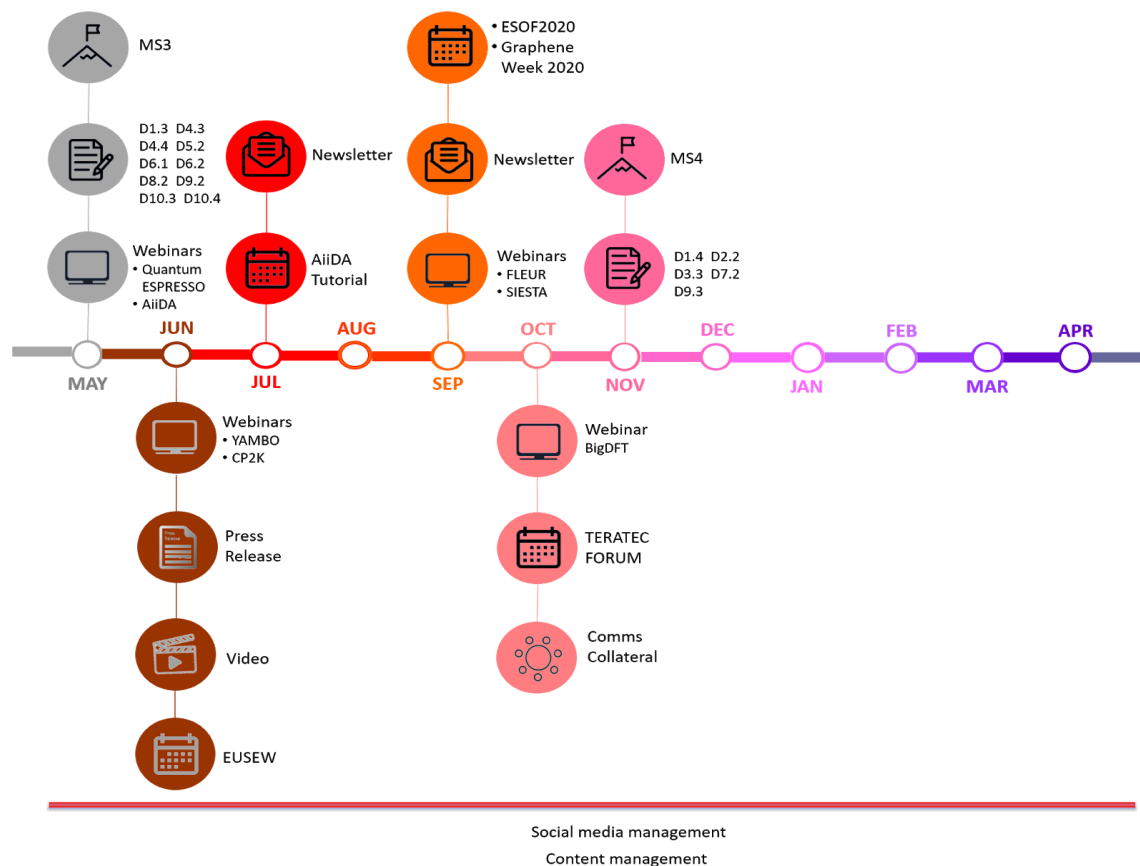 MS3
D1.3 D4.3
D4.4 D5.2
D6.1 D6.2
D8.2 D9.2
D10.3 D10.4
Webinars
• Quantum
ESPRESSO
• AiiDA
MAY
JUN
Webinars
• YAMBO
• CP2K
Press
Release
Video
EUSEW
Newsletter
AiiDA
Tutorial
JUL
AUG
• ESOF2020
• Graphene
Week 2020
Newsletter
Webinars
• FLEUR
• SIESTA
SEP
OCT
Webinar
BigDFT
TERATEC
FORUM
Comms
Collateral
MS4
D1.4 D2.2
D3.3 D7.2
D9.3
NOV
DEC
JAN
FEB
MAR
APR
Social media management
Content management